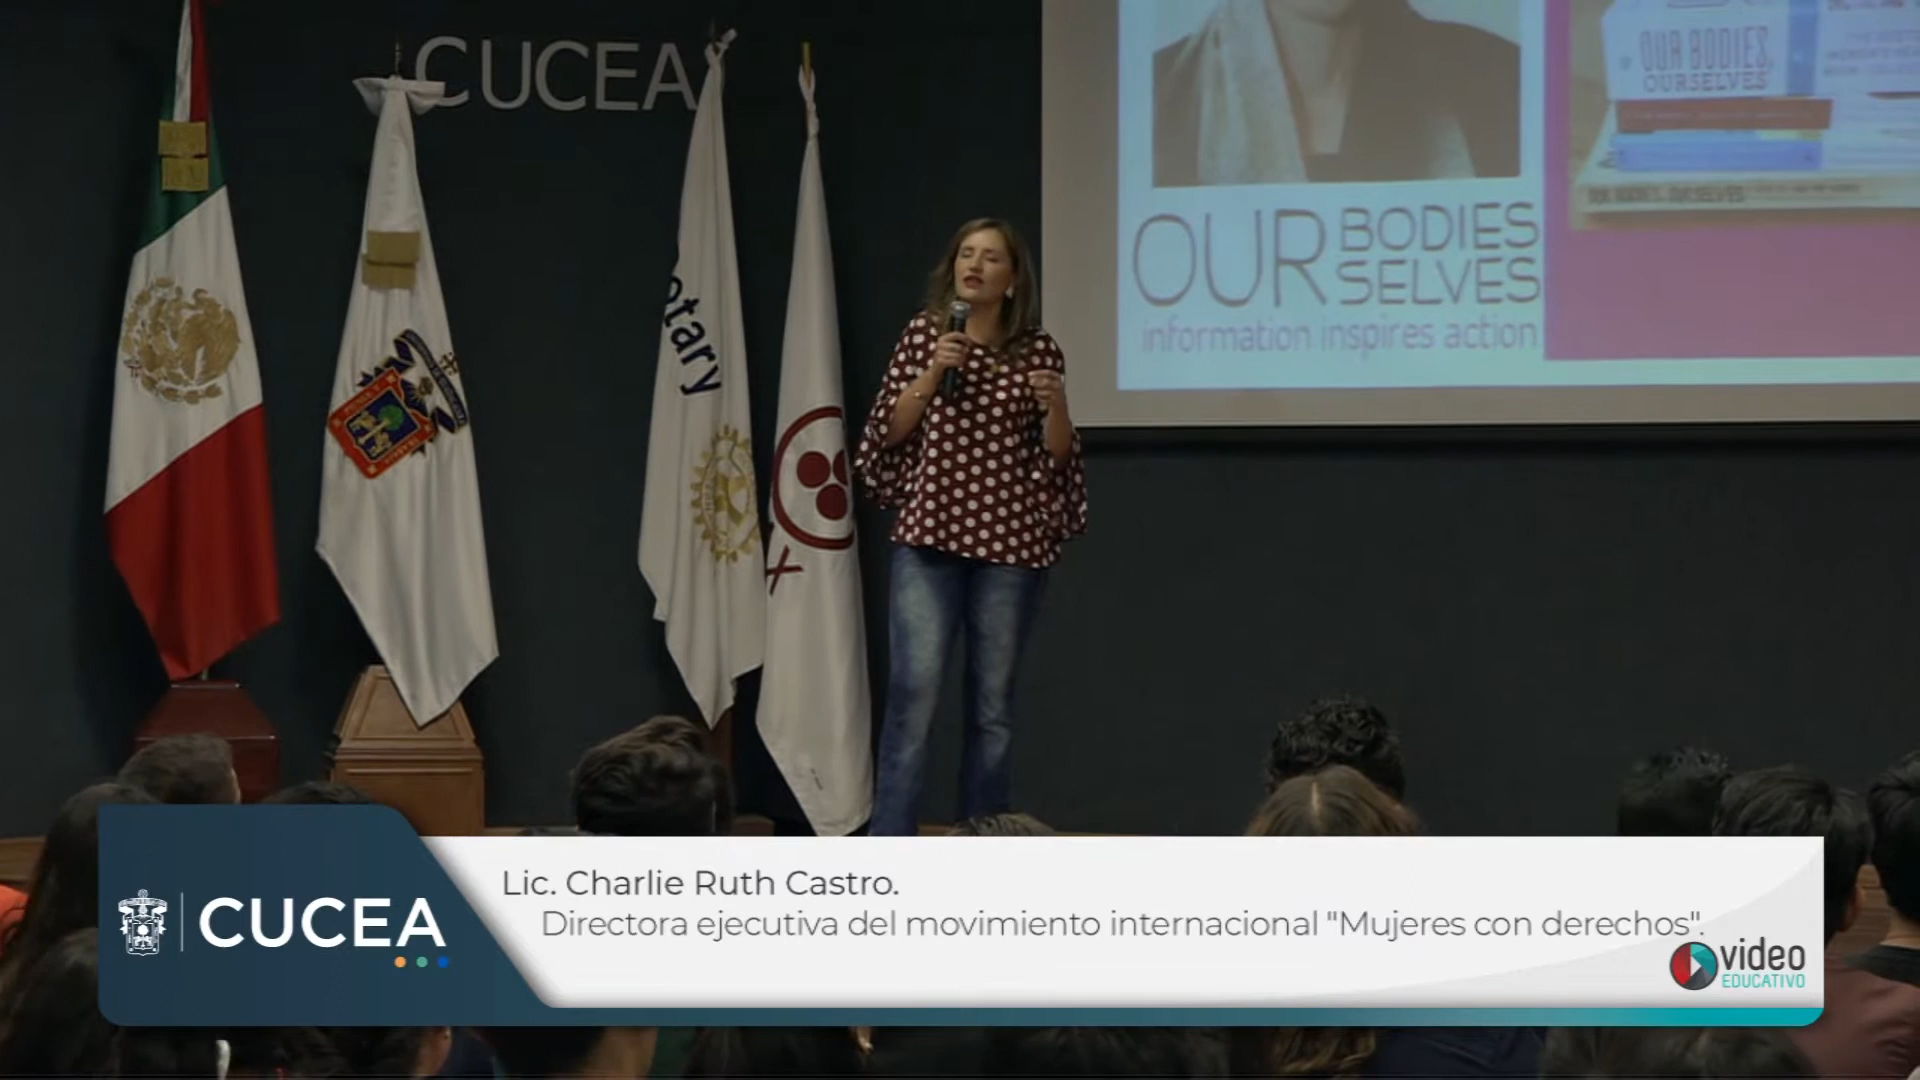 CUCEA
otary
OUR BODIES,
OURSELVES
OUR BODIES
SELVES
information inspires action
CUCEA
Lic. Charlie Ruth Castro.
Directora ejecutiva del movimiento internacional "Mujeres con derechos".
video
EDUCATIVO